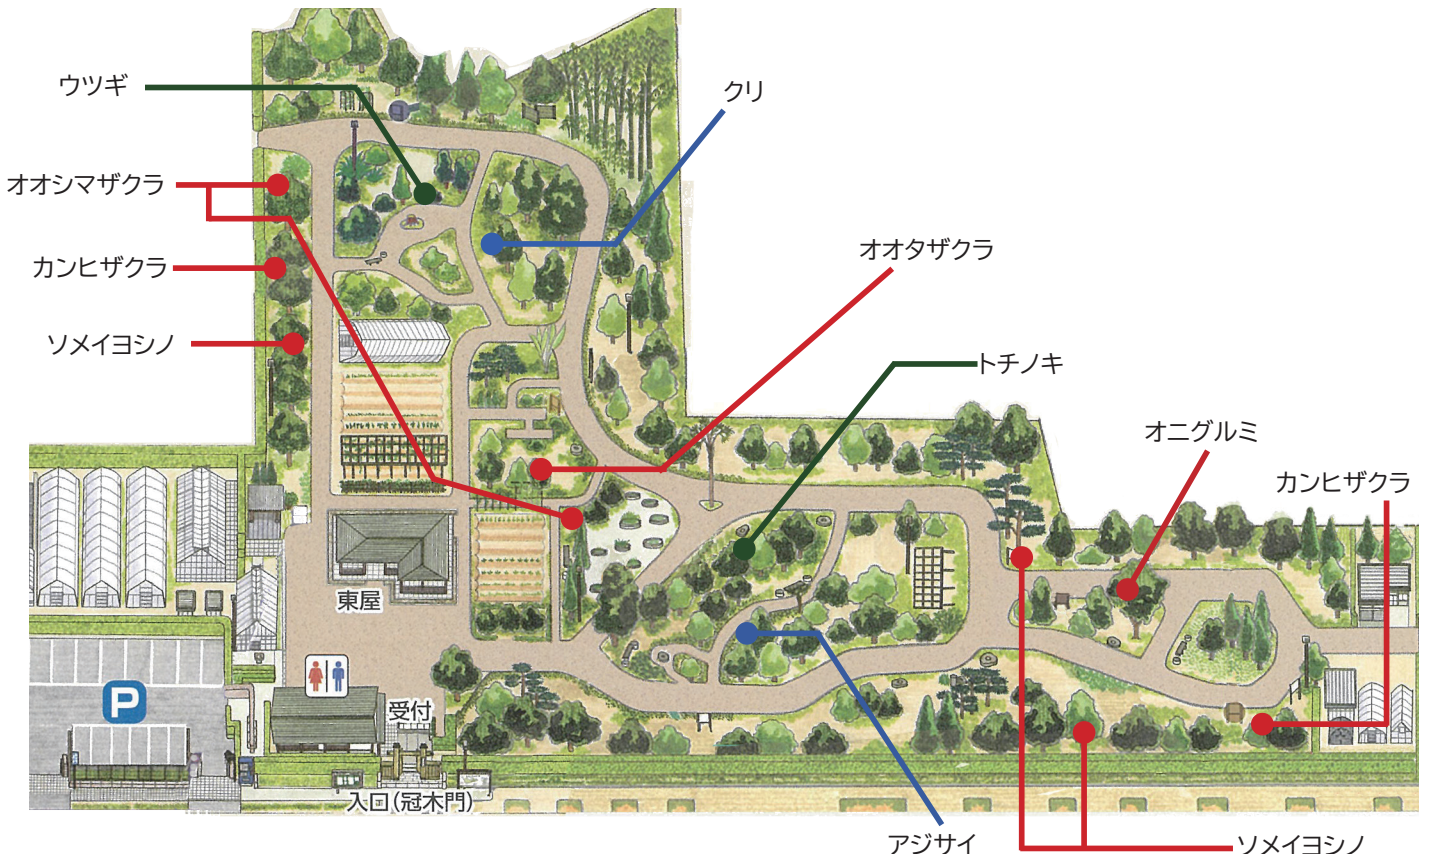 ウツギ
クリ
オオシマザクラ
オオタザクラ
カンヒザクラ
ソメイヨシノ
トチノキ
オニグルミ
カンヒザクラ
東屋
P
受付
入口(冠木門)
アジサイ
ソメイヨシノ